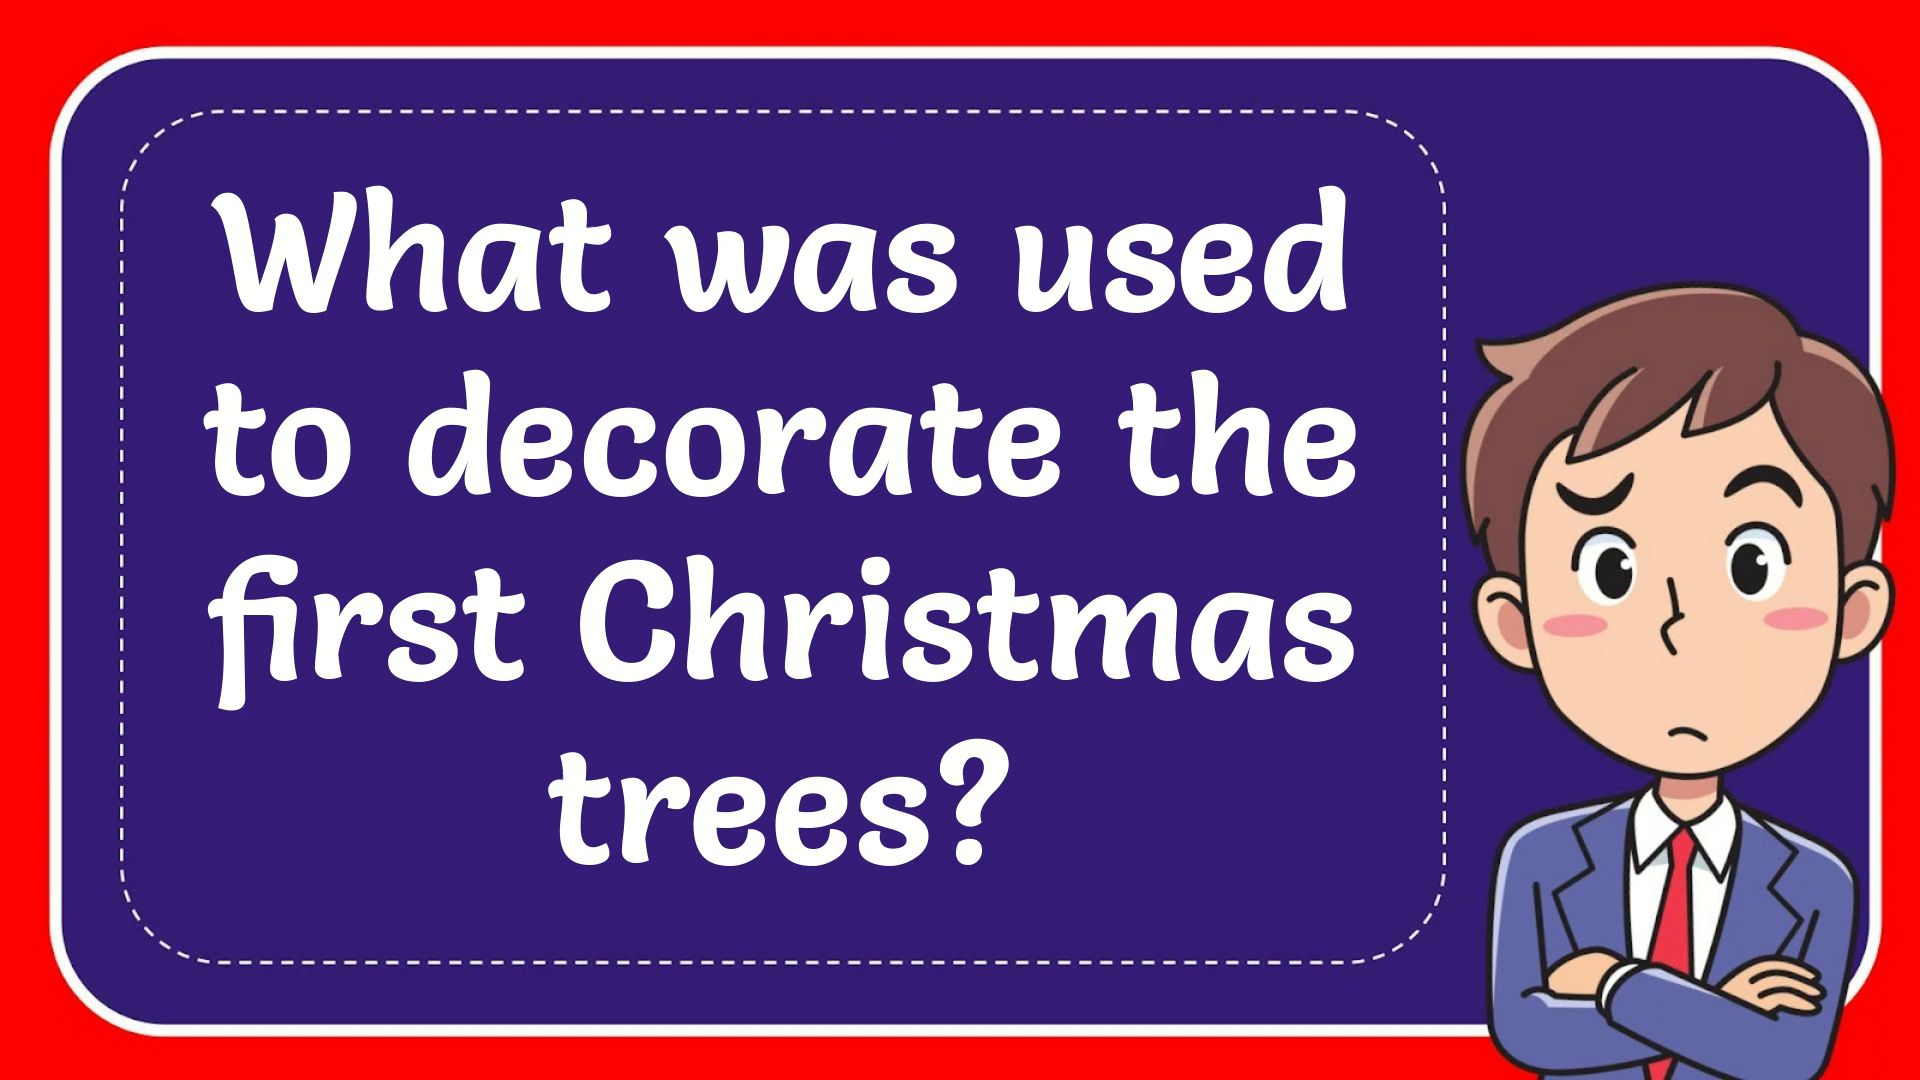 What was used
to decorate the
first Christmas
trees?